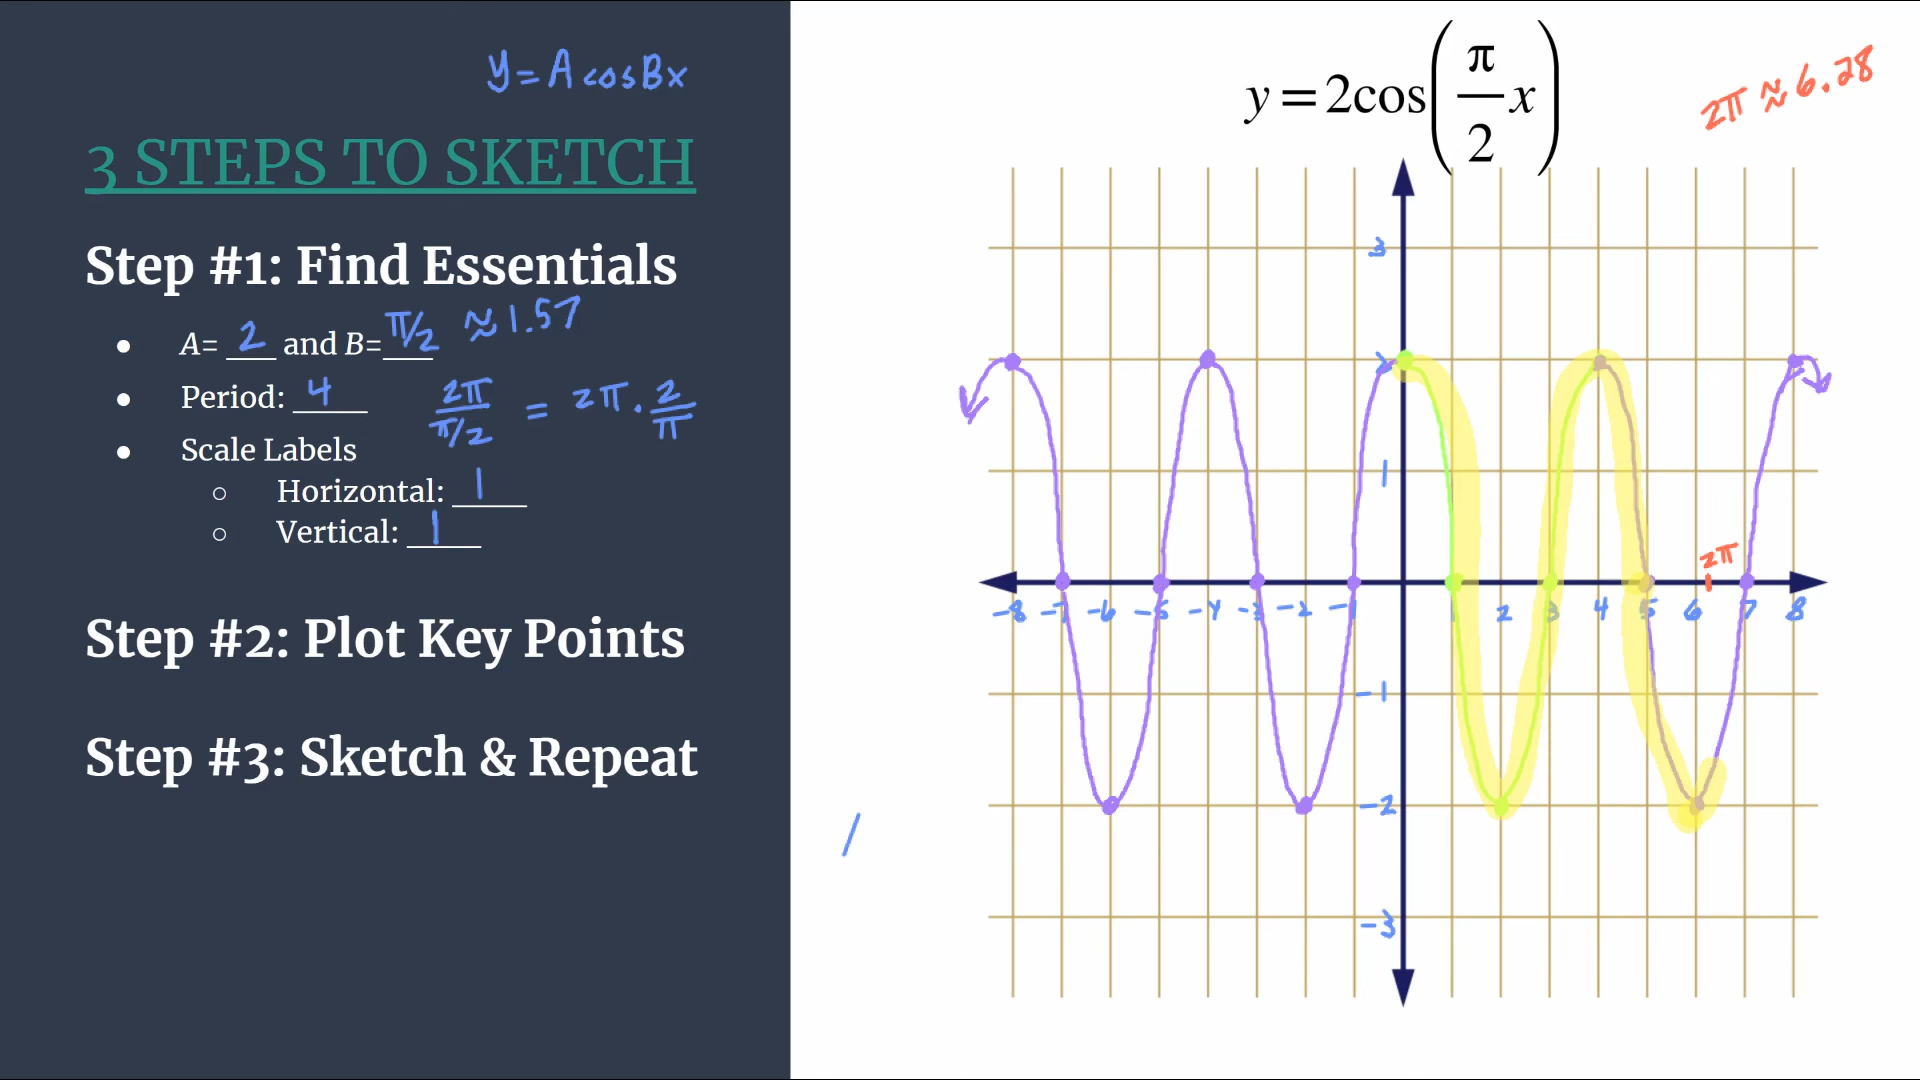 y = A cos Bx
3 STEPS TO SKETCH
Step #1: Find Essentials
● A= 2 and B= π/2 ≈ 1.57
● Period: 4 2π/(π/2) = 2π · 2/π
● Scale Labels
○ Horizontal: 1
○ Vertical: 1
Step #2: Plot Key Points
Step #3: Sketch & Repeat
y = 2cos(π/2 x)
2π ≈ 6.28
3
2
1
2π
-8 -7 -6 -5 -4 -3 -2 -1 1 2 3 4 5 6 7 8
-1
-2
-3